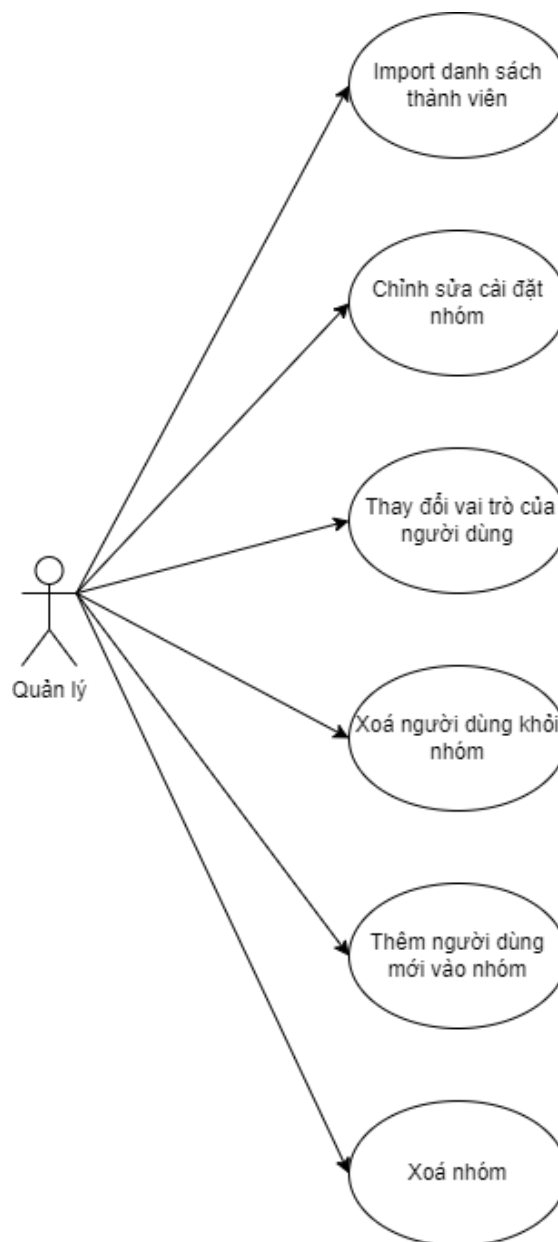 Import danh sách
thành viên
Chỉnh sửa cài đặt
nhóm
Thay đổi vai trò của
người dùng
Quản lý
Xoá người dùng khỏi
nhóm
Thêm người dùng
mới vào nhóm
Xoá nhóm